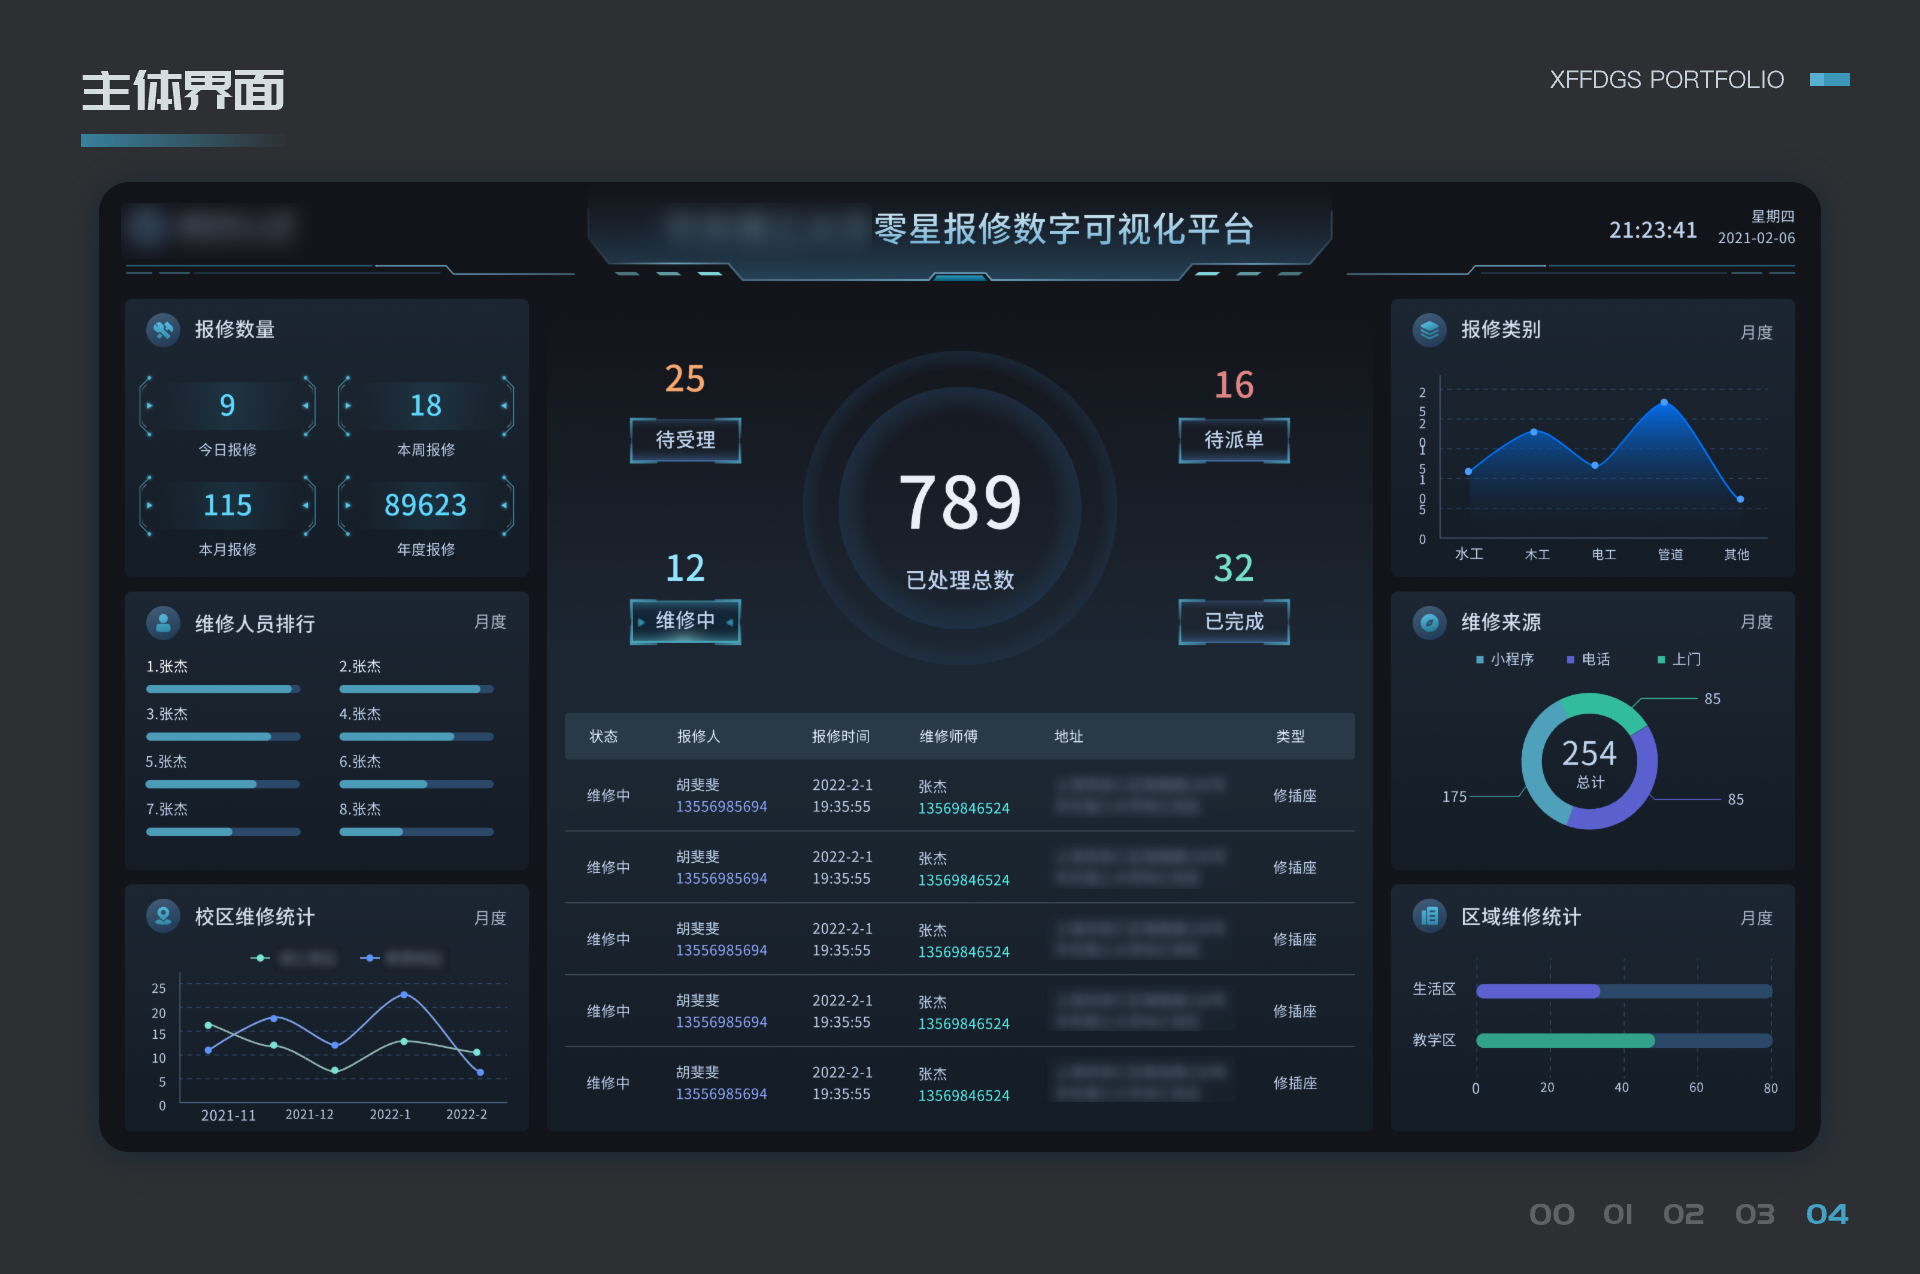 主体界面
XFFDGS PORTFOLIO
零星报修数字可视化平台
21:23:41
星期四
2021-02-06
报修数量
9
今日报修
18
本周报修
115
本月报修
89623
年度报修
维修人员排行
月度
1.张杰
2.张杰
3.张杰
4.张杰
5.张杰
6.张杰
7.张杰
8.张杰
校区维修统计
月度
25
20
15
10
5
0
2021-11 2021-12 2022-1 2022-2
25
待受理
16
待派单
789
已处理总数
12
维修中
32
已完成
状态 报修人 报修时间 维修师傅 地址 类型
维修中 胡斐斐 13556985694 2022-2-1 19:35:55 张杰 13569846524 修插座
维修中 胡斐斐 13556985694 2022-2-1 19:35:55 张杰 13569846524 修插座
维修中 胡斐斐 13556985694 2022-2-1 19:35:55 张杰 13569846524 修插座
维修中 胡斐斐 13556985694 2022-2-1 19:35:55 张杰 13569846524 修插座
维修中 胡斐斐 13556985694 2022-2-1 19:35:55 张杰 13569846524 修插座
报修类别
月度
2
5
2
0
1
5
1
0
5
0
水工 木工 电工 管道 其他
维修来源
月度
小程序 电话 上门
85
254
总计
175
85
区域维修统计
月度
生活区
教学区
0 20 40 60 80
00 01 02 03 04